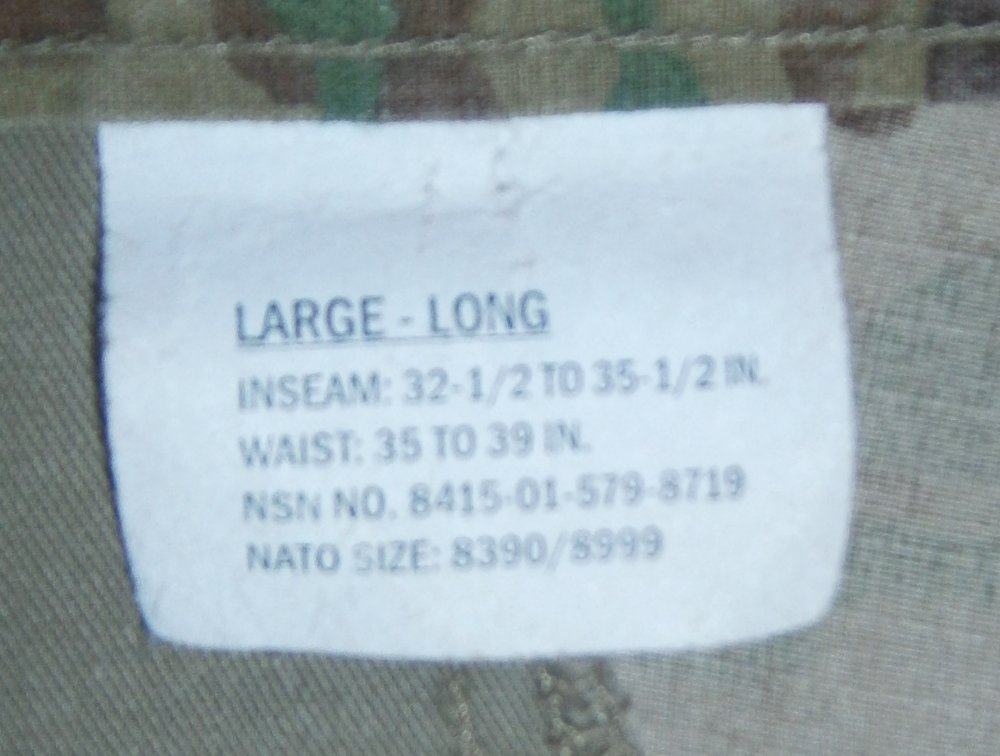 LARGE - LONG
INSEAM: 32-1/2 TO 35-1/2 IN.
WAIST: 35 TO 39 IN.
NSN NO. 8415-01-579-8719
NATO SIZE: 8390/8999